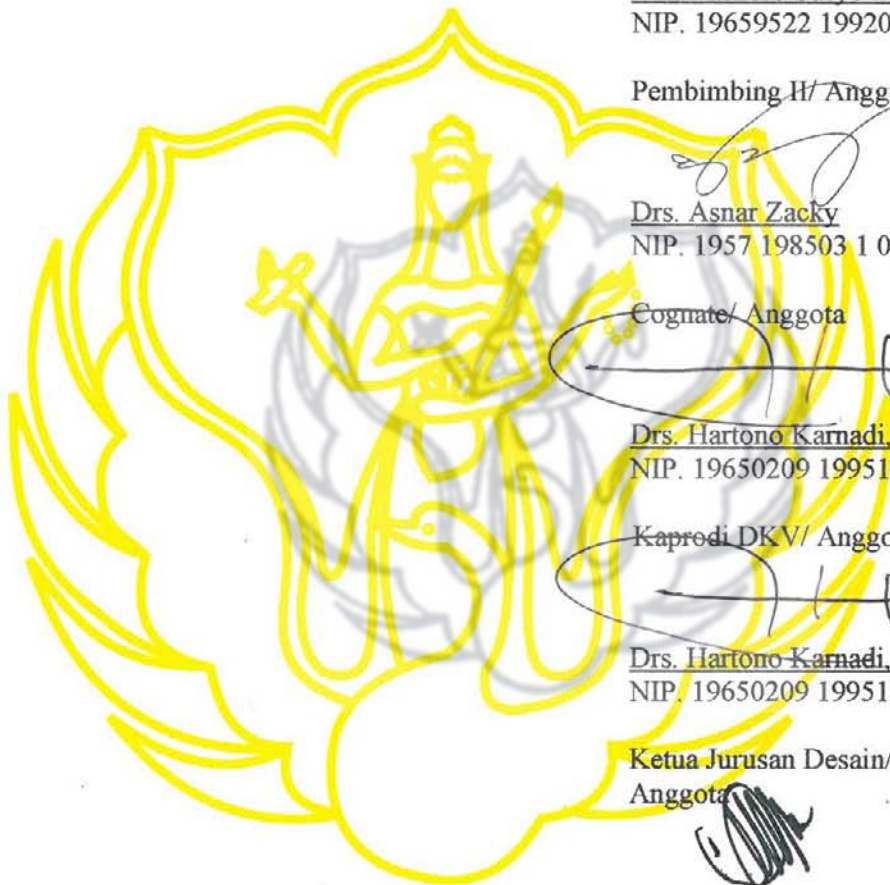 NIP. 19659522 19920
Pembimbing II/ Angg
Drs. Asnar Zacky
NIP. 1957 198503 1 0
Cognate/ Anggota
Drs. Hartono Karnadi,
NIP. 19650209 19951
Kaprodi DKV/ Anggo
Drs. Hartono Karnadi,
NIP. 19650209 19951
Ketua Jurusan Desain/
Anggota